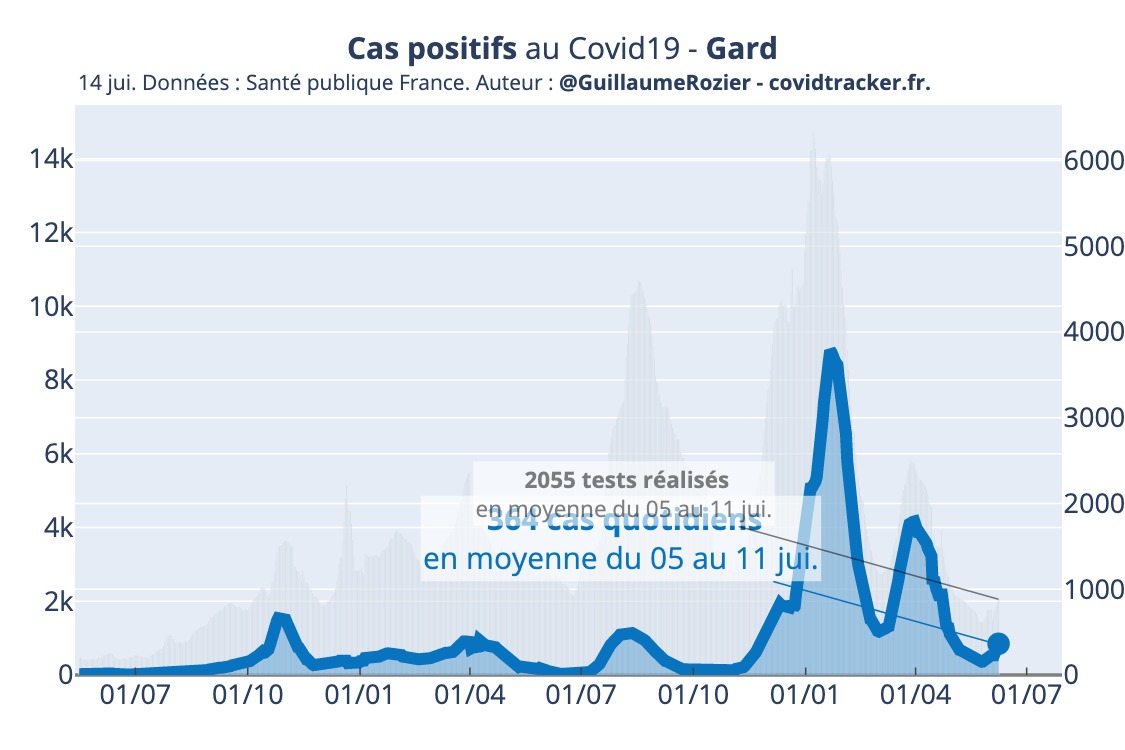 Cas positifs au Covid19 - Gard
14 jui. Données : Santé publique France. Auteur : @GuillaumeRozier - covidtracker.fr.
14k
12k
10k
8k
6k
4k
2k
0
6000
5000
4000
3000
2000
1000
0
2055 tests réalisés
en moyenne du 05 au 11 jui.
364 cas quotidiens
en moyenne du 05 au 11 jui.
01/07 01/10 01/01 01/04 01/07 01/10 01/01 01/04 01/07